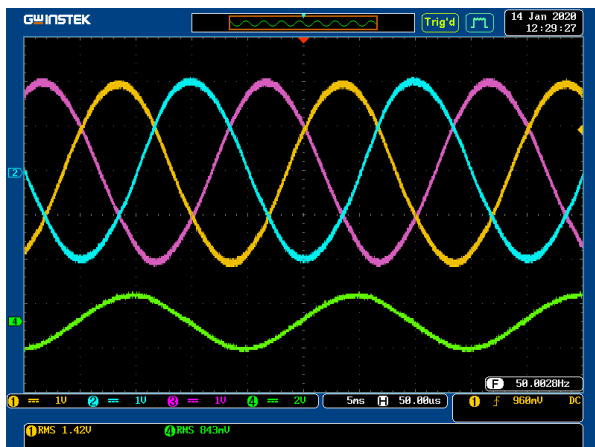 GWINSTEK
Trig'd
14 Jan 2020
12:29:27
2
4
F 50.0028Hz
1 1V 2 1V 3 1V 4 2V 5ms H 50.00us 1 960mV DC
1 RMS 1.42V 4 RMS 843mV